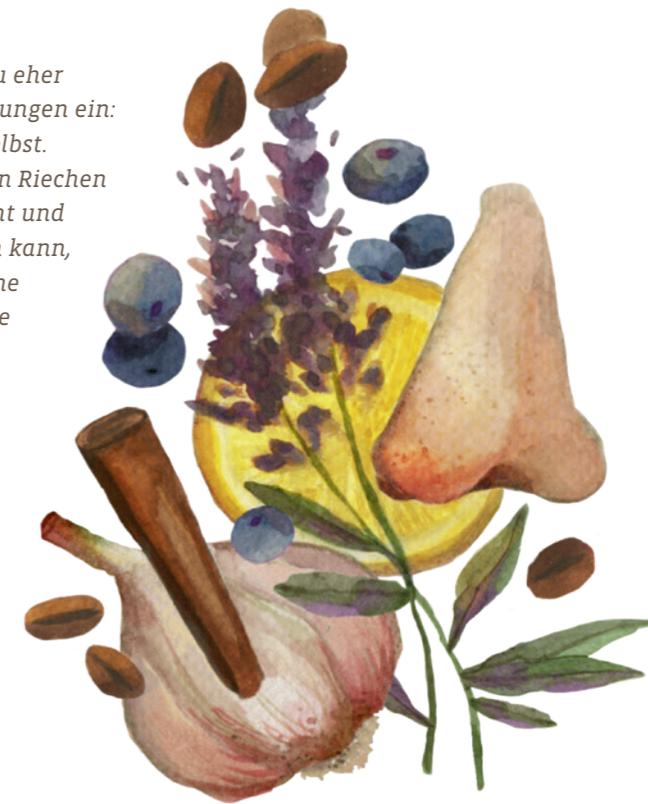 u eher
ungen ein:
lbst.
n Riechen
nt und
n kann,
ne
e